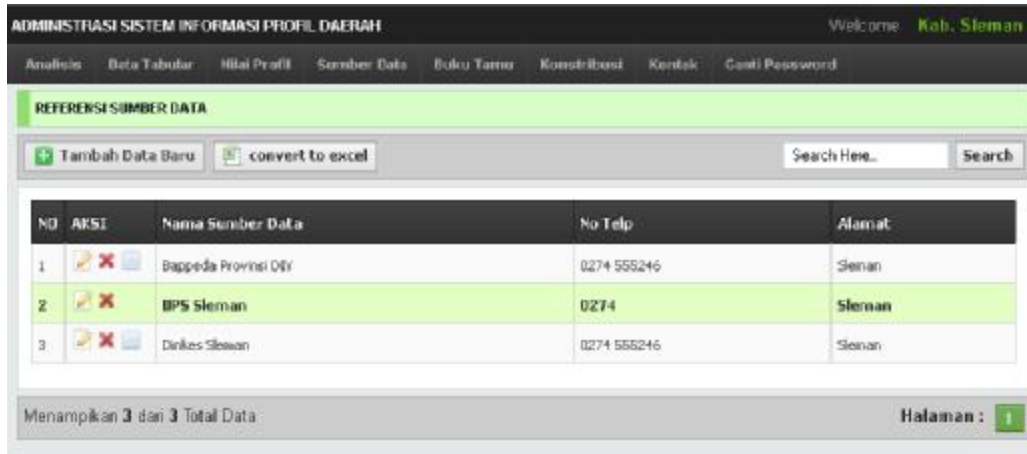 ADMINISTRASI SISTEM INFORMASI PROFIL DAERAH Welcome Kab. Sleman
Analisis Data Tabular Nilai Profil Sumber Data Buku Tamu Konstribusi Kontak Ganti Password
REFERENSI SUMBER DATA
Tambah Data Baru convert to excel Search Here... Search
NO AKSI Nama Sumber Data No Telp Alamat
1 Bappeda Provinsi DIY 0274 555246 Sleman
2 BPS Sleman 0274 Sleman
3 Dinkes Sleman 0274 555246 Sleman
Menampikan 3 dari 3 Total Data Halaman : 1